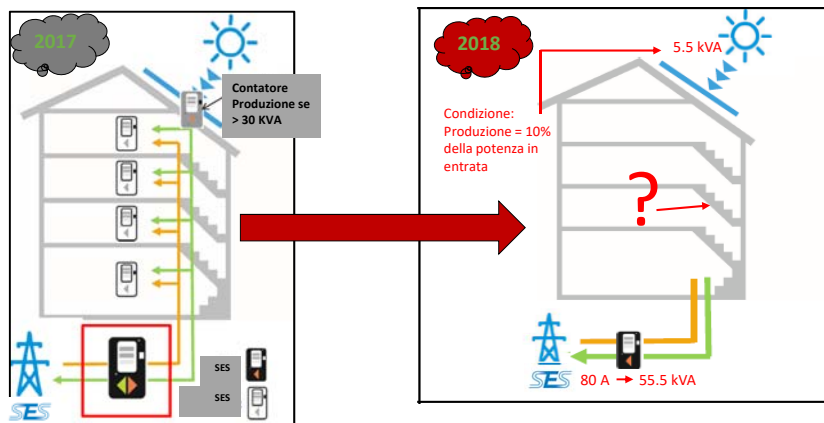 2017
Contatore
Produzione se
> 30 KVA
SES
SES
SES
2018
5.5 kVA
Condizione:
Produzione = 10%
della potenza in
entrata
?
SES
80 A → 55.5 kVA